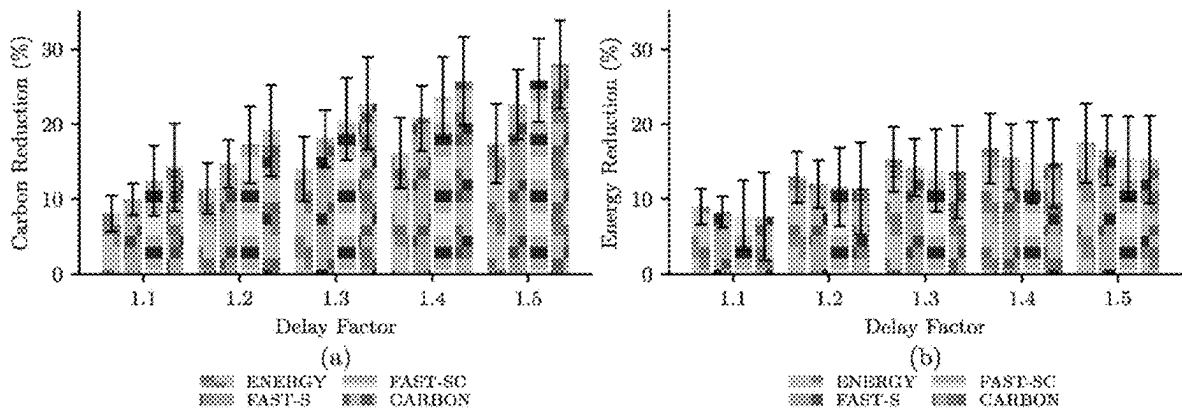 30
20
10
0
Carbon Reduction (%)
1.1 1.2 1.3 1.4 1.5
Delay Factor
(a)
ENERGY FAST-SC
FAST-S CARBON
30
20
10
0
Energy Reduction (%)
1.1 1.2 1.3 1.4 1.5
Delay Factor
(b)
ENERGY FAST-SC
FAST-S CARBON